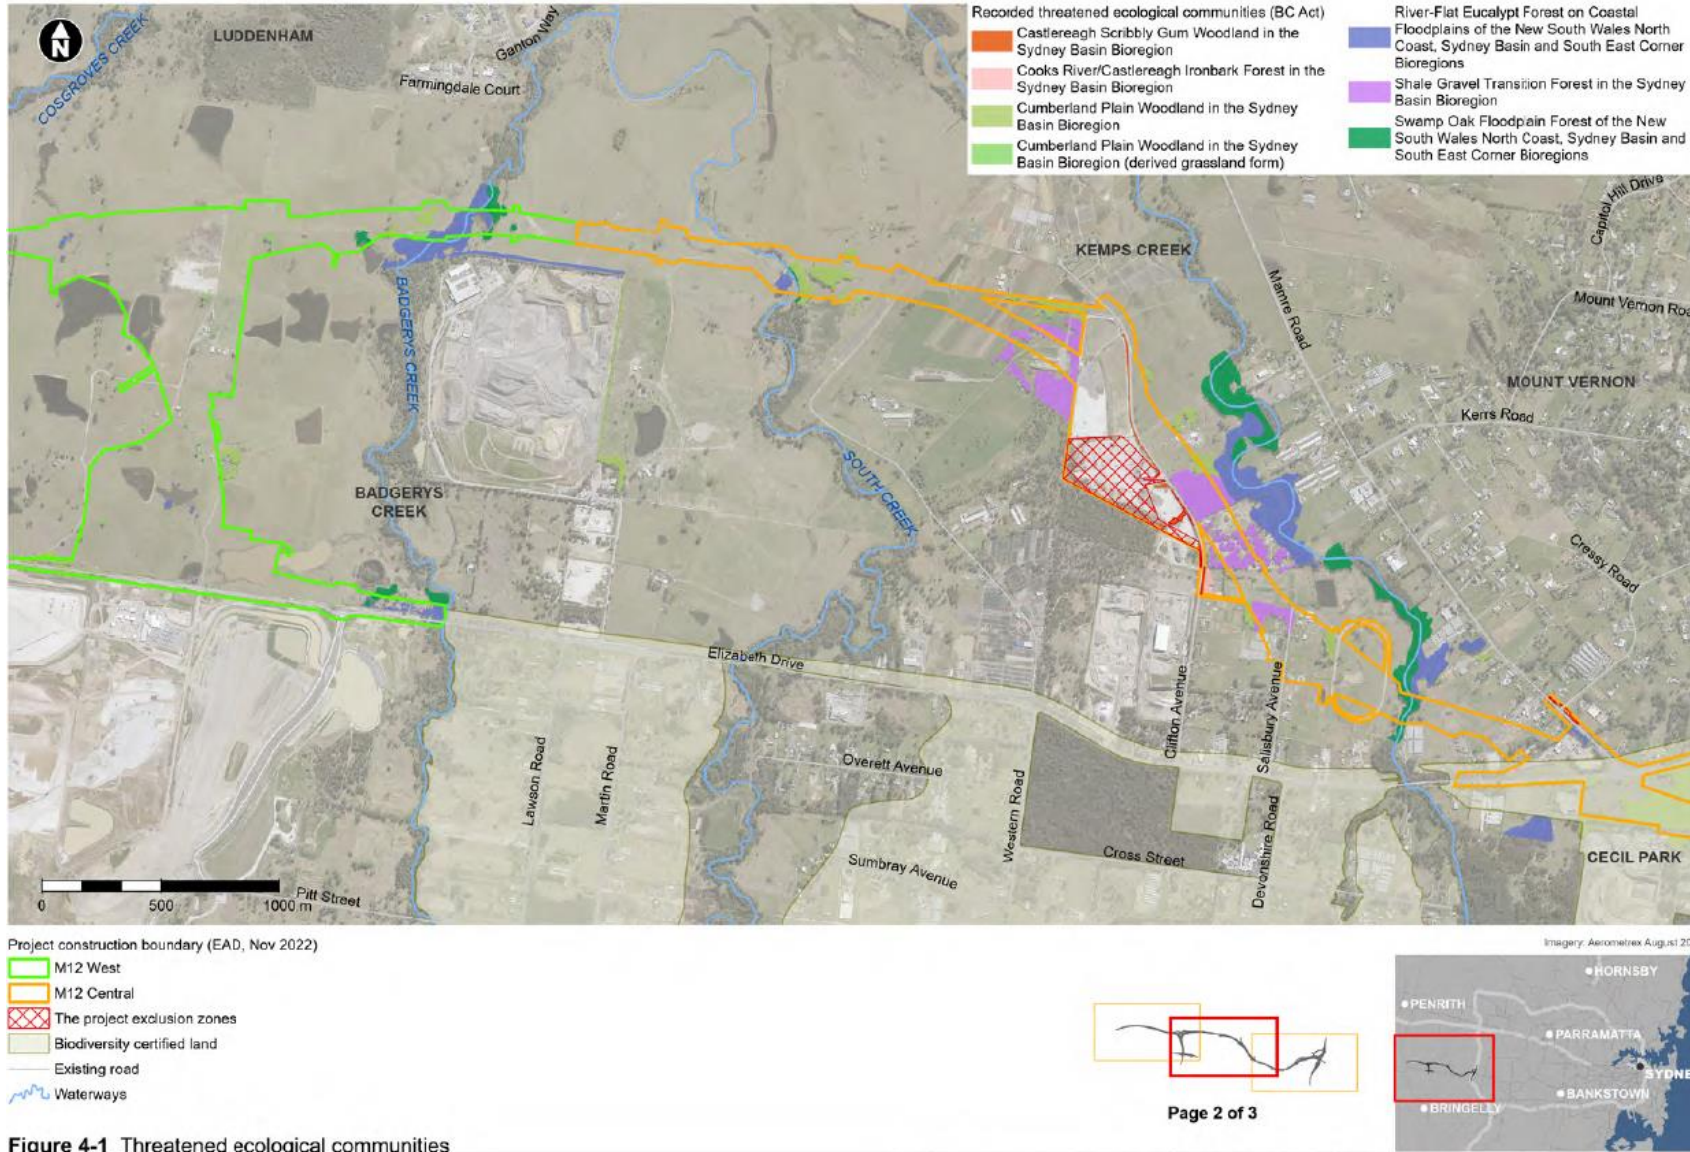 Recorded threatened ecological communities (BC Act)
Castlereagh Scribbly Gum Woodland in the
Sydney Basin Bioregion
Cooks River/Castlereagh Ironbark Forest in the
Sydney Basin Bioregion
Cumberland Plain Woodland in the Sydney
Basin Bioregion
Cumberland Plain Woodland in the Sydney
Basin Bioregion (derived grassland form)
River-Flat Eucalypt Forest on Coastal
Floodplains of the New South Wales North
Coast, Sydney Basin and South East Corner
Bioregions
Shale Gravel Transition Forest in the Sydney
Basin Bioregion
Swamp Oak Floodplain Forest of the New
South Wales North Coast, Sydney Basin and
South East Corner Bioregions
N
COSGROVES CREEK
LUDDENHAM
Ganton Way
Farmingdale Court
Capitol Hill Drive
KEMPS CREEK
Mamre Road
Mount Vernon Roa
BADGERYS CREEK
MOUNT VERNON
Kerrs Road
SOUTH CREEK
BADGERYS
CREEK
Cressy Road
Elizabeth Drive
Clifton Avenue
Salisbury Avenue
Lawson Road
Martin Road
Overett Avenue
Western Road
Devonshire Road
Sumbray Avenue
Cross Street
CECIL PARK
Pitt Street
0 500 1000 m
Project construction boundary (EAD, Nov 2022)
M12 West
M12 Central
The project exclusion zones
Biodiversity certified land
Existing road
Waterways
Imagery: Aerometrex August 20
HORNSBY
PENRITH
PARRAMATTA
SYDNE
BANKSTOWN
BRINGELLY
Page 2 of 3
Figure 4-1 Threatened ecological communities